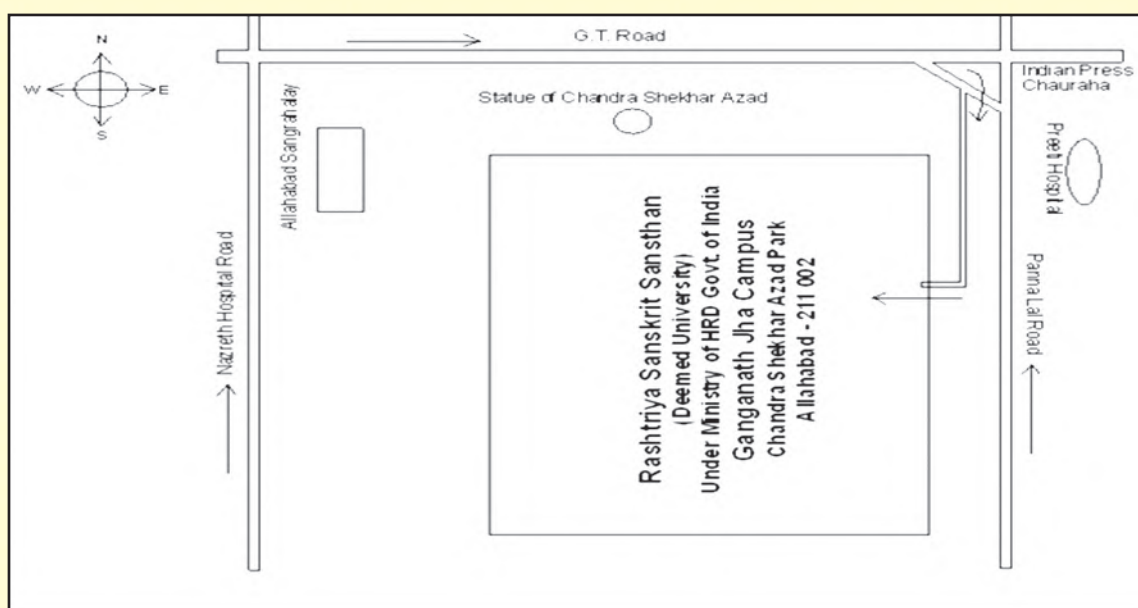 G.T. Road
N
W
E
S
Indian Press
Chauraha
Statue of Chandra Shekhar Azad
Allahabad Sangrahalay
Preeti Hospital
Nazreth Hospital Road
Rashtriya Sanskrit Sansthan
(Deemed University)
Under Ministry of HRD Govt. of India
Ganganath Jha Campus
Chandra Shekhar Azad Park
Allahabad - 211 002
Panna Lal Road